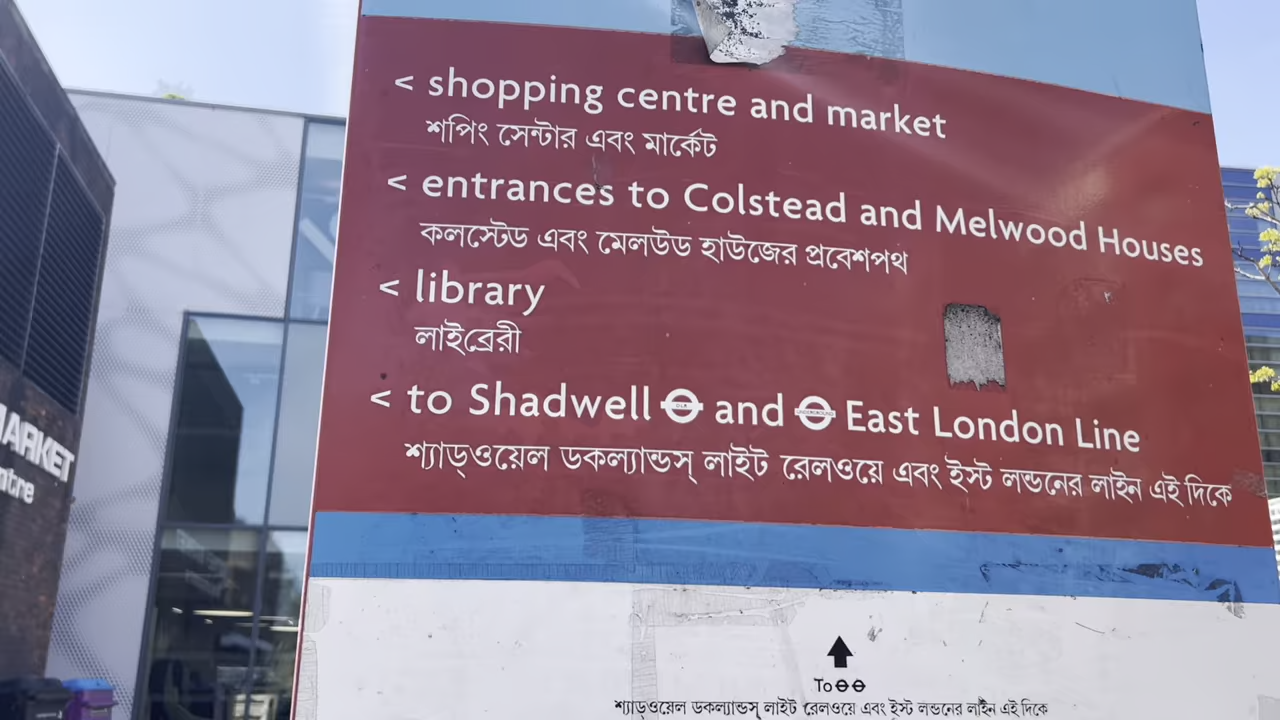 < shopping centre and market
শপিং সেন্টার এবং মার্কেট
< entrances to Colstead and Melwood Houses
কলস্টেড এবং মেলউড হাউজের প্রবেশপথ
< library
লাইব্রেরী
< to Shadwell DLR and UNDERGROUND East London Line
শ্যাড্ওয়েল ডকল্যান্ডস্ লাইট রেলওয়ে এবং ইস্ট লন্ডনের লাইন এই দিকে
To
শ্যাড্ওয়েল ডকল্যান্ডস্ লাইট রেলওয়ে এবং ইস্ট লন্ডনের লাইন এই দিকে
MARKET